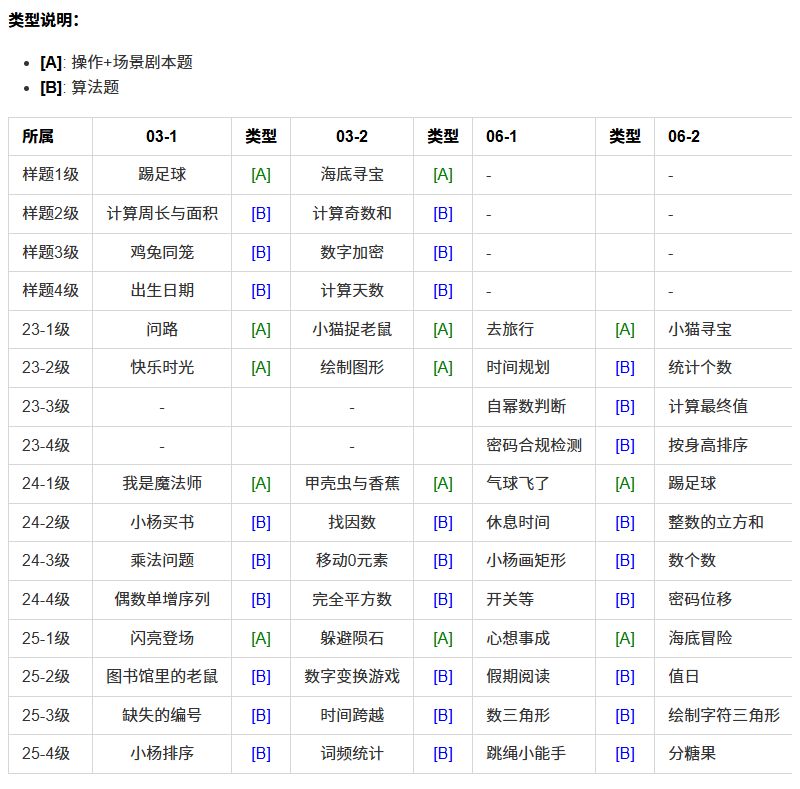 类型说明：
• [A]: 操作+场景剧本题
• [B]: 算法题
所属 03-1 类型 03-2 类型 06-1 类型 06-2
样题1级 踢足球 [A] 海底寻宝 [A] - -
样题2级 计算周长与面积 [B] 计算奇数和 [B] - -
样题3级 鸡兔同笼 [B] 数字加密 [B] - -
样题4级 出生日期 [B] 计算天数 [B] - -
23-1级 问路 [A] 小猫捉老鼠 [A] 去旅行 [A] 小猫寻宝
23-2级 快乐时光 [A] 绘制图形 [A] 时间规划 [B] 统计个数
23-3级 - - 自幂数判断 [B] 计算最终值
23-4级 - - 密码合规检测 [B] 按身高排序
24-1级 我是魔法师 [A] 甲壳虫与香蕉 [A] 气球飞了 [A] 踢足球
24-2级 小杨买书 [B] 找因数 [B] 休息时间 [B] 整数的立方和
24-3级 乘法问题 [B] 移动0元素 [B] 小杨画矩形 [B] 数个数
24-4级 偶数单增序列 [B] 完全平方数 [B] 开关等 [B] 密码位移
25-1级 闪亮登场 [A] 躲避陨石 [A] 心想事成 [A] 海底冒险
25-2级 图书馆里的老鼠 [B] 数字变换游戏 [B] 假期阅读 [B] 值日
25-3级 缺失的编号 [B] 时间跨越 [B] 数三角形 [B] 绘制字符三角形
25-4级 小杨排序 [B] 词频统计 [B] 跳绳小能手 [B] 分糖果